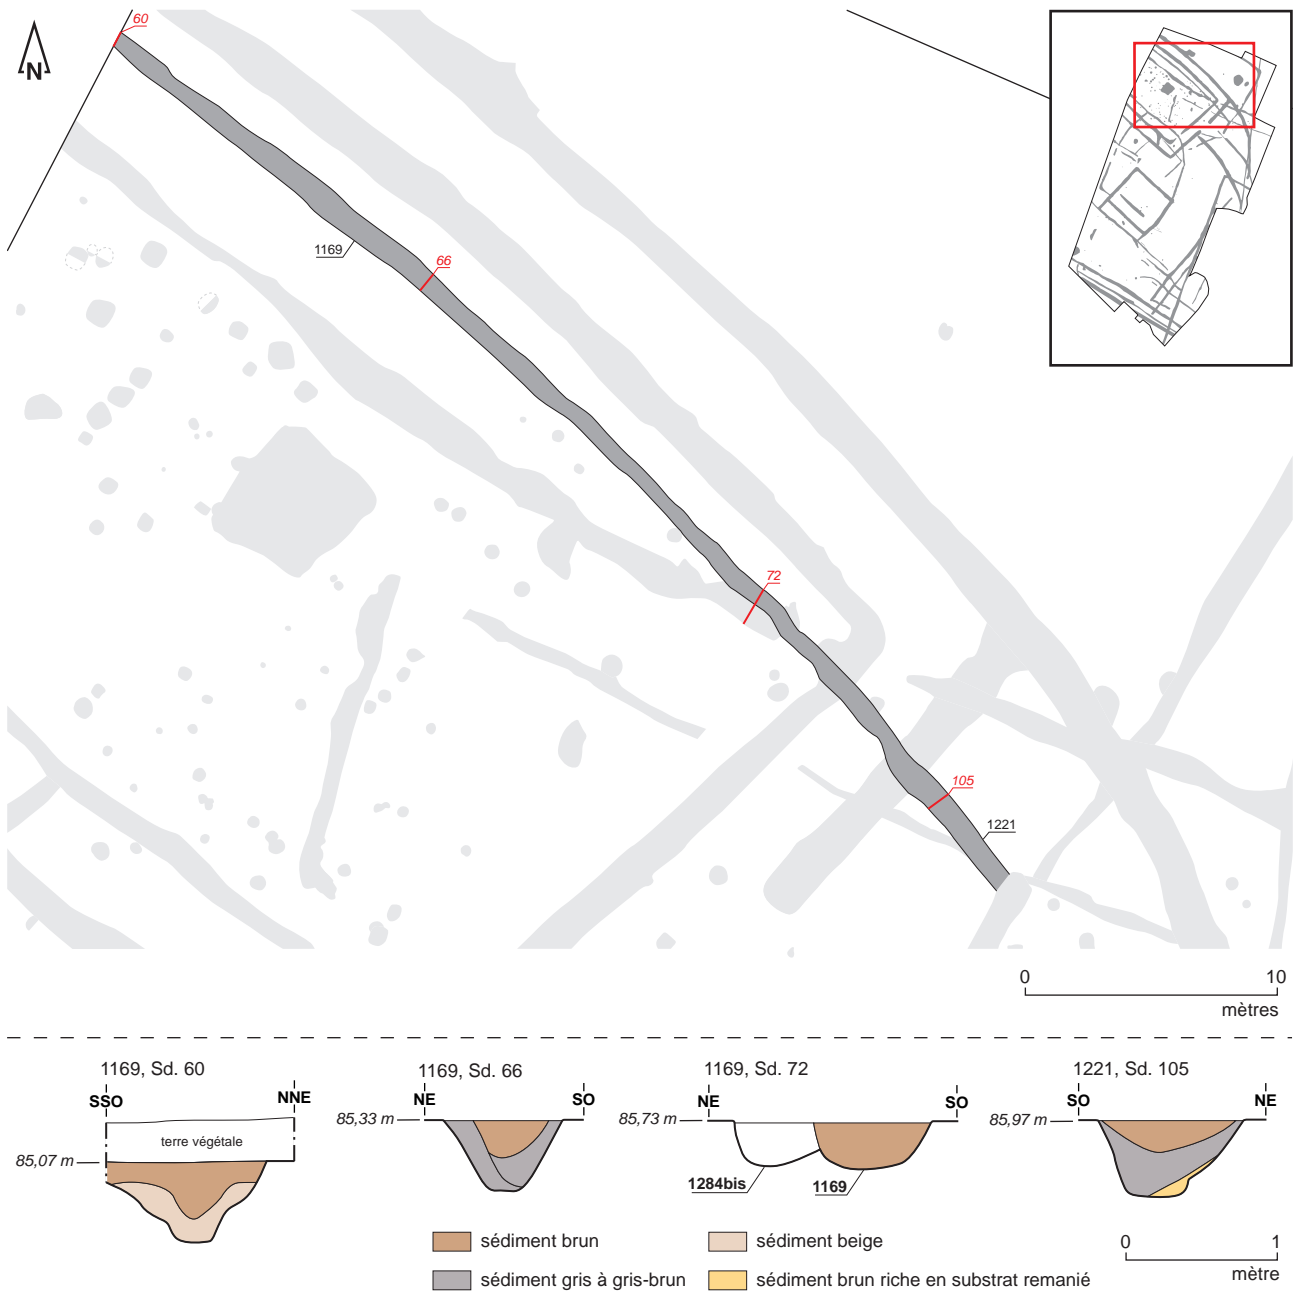 60
N
1169
66
72
105
1221
0 10
mètres
1169, Sd. 60
SSO NNE
terre végétale
85,07 m
1169, Sd. 66
NE SO
85,33 m
1169, Sd. 72
NE SO
85,73 m
1284bis 1169
1221, Sd. 105
SO NE
85,97 m
sédiment brun
sédiment beige
sédiment gris à gris-brun
sédiment brun riche en substrat remanié
0 1
mètre